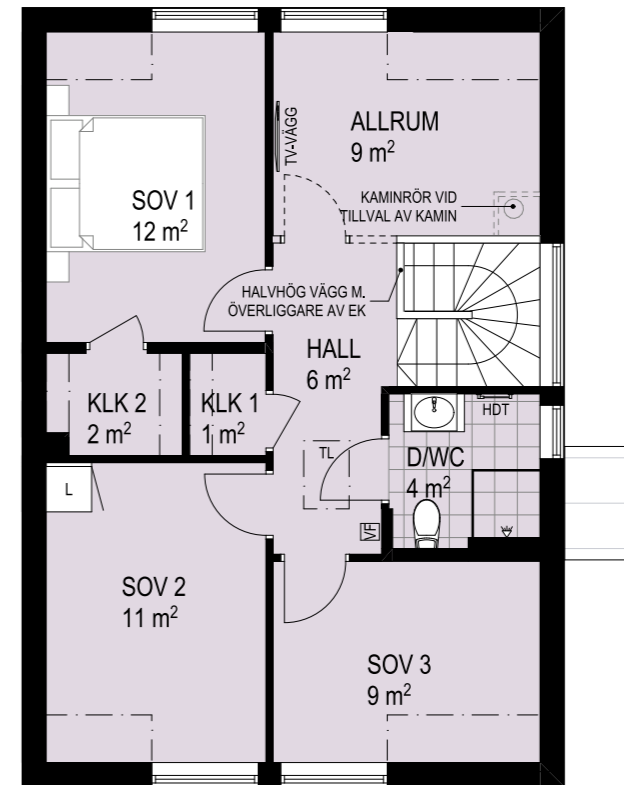 ALLRUM
9 m²
TV-VÄGG
SOV 1
12 m²
KAMINRÖR VID
TILLVAL AV KAMIN
HALVHÖG VÄGG M.
ÖVERLIGGARE AV EK
HALL
6 m²
KLK 2
2 m²
KLK 1
1 m²
HDT
D/WC
4 m²
TL
L
VF
SOV 2
11 m²
SOV 3
9 m²